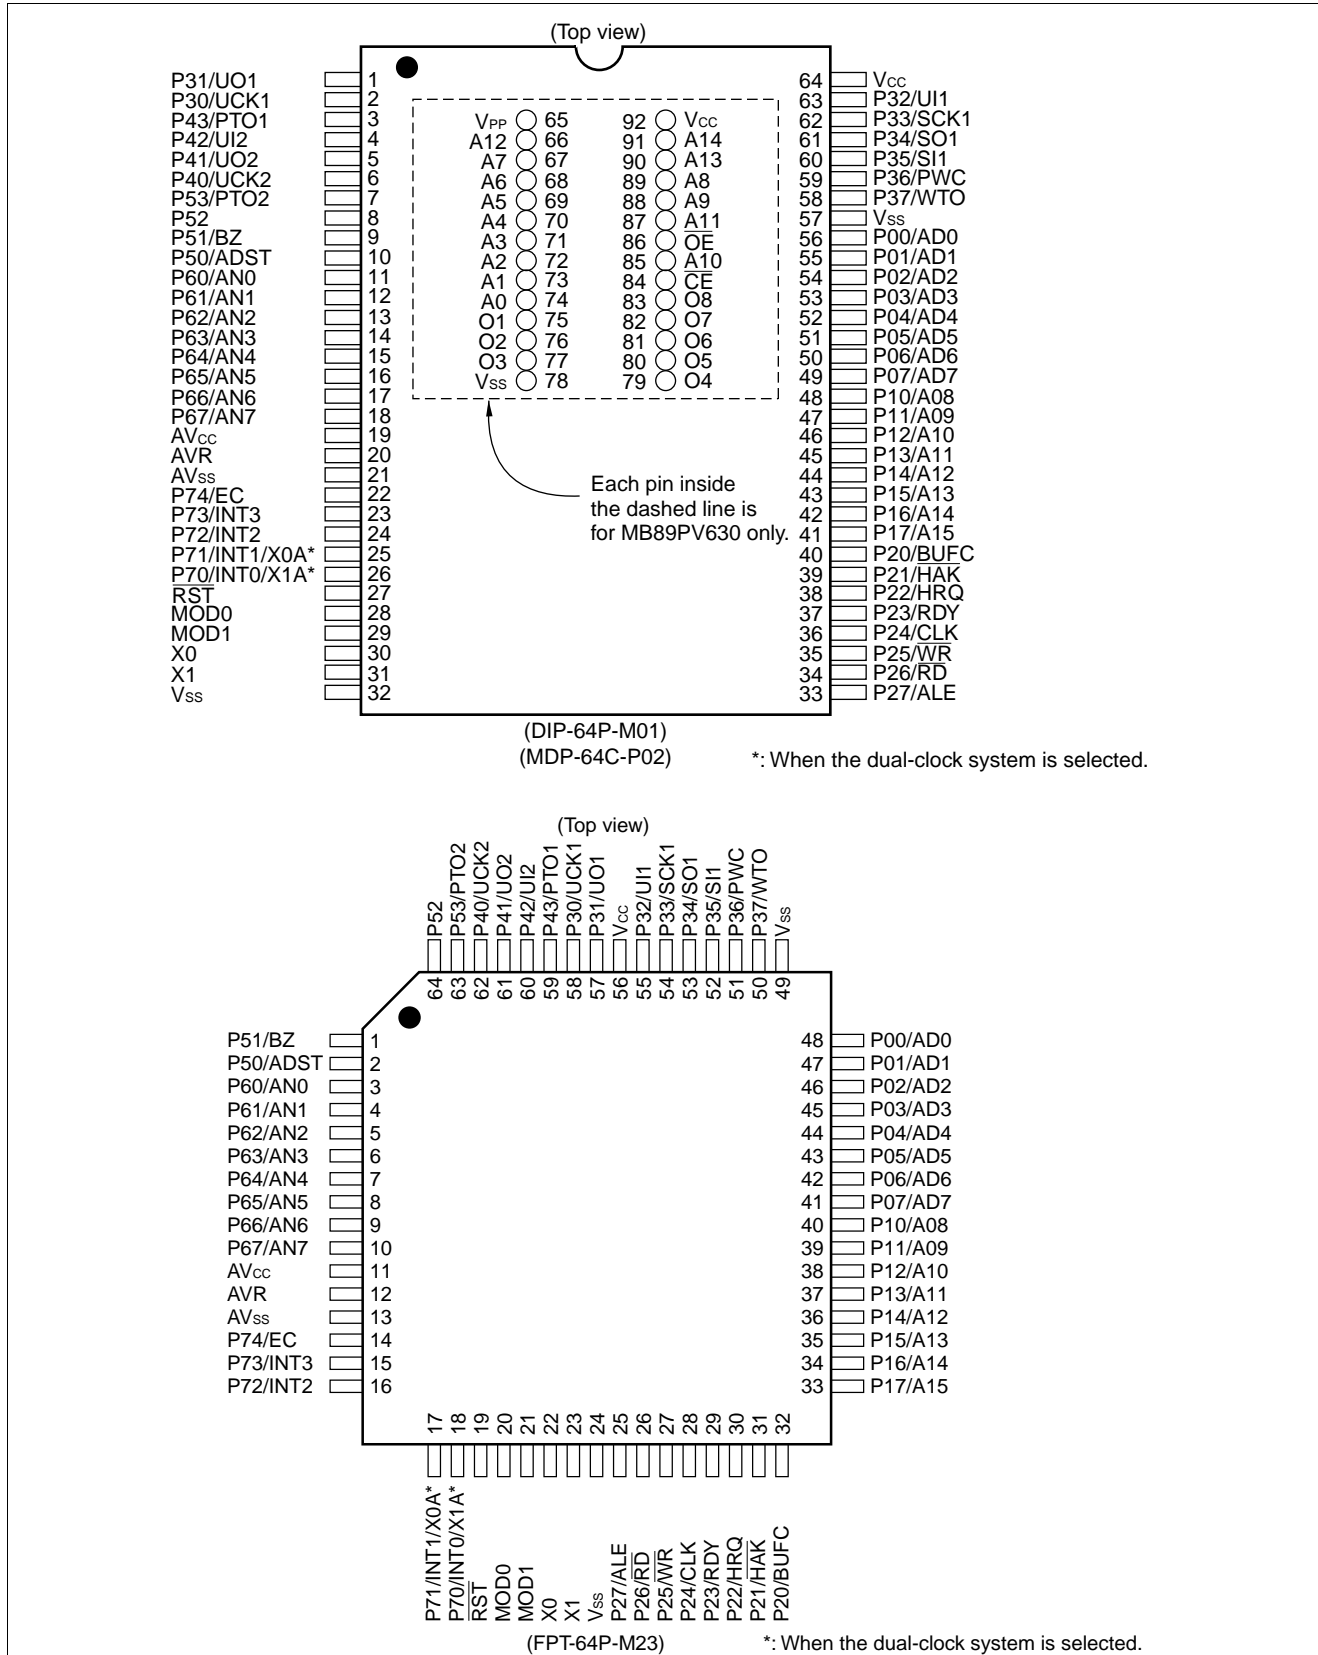 (Top view)
P31/UO1 1
P30/UCK1 2
P43/PTO1 3
P42/UI2 4
P41/UO2 5
P40/UCK2 6
P53/PTO2 7
P52 8
P51/BZ 9
P50/ADST 10
P60/AN0 11
P61/AN1 12
P62/AN2 13
P63/AN3 14
P64/AN4 15
P65/AN5 16
P66/AN6 17
P67/AN7 18
AVCC 19
AVR 20
AVSS 21
P74/EC 22
P73/INT3 23
P72/INT2 24
P71/INT1/X0A* 25
P70/INT0/X1A* 26
R̅S̅T̅ 27
MOD0 28
MOD1 29
X0 30
X1 31
VSS 32
VPP 65 92 VCC
A12 66 91 A14
A7 67 90 A13
A6 68 89 A8
A5 69 88 A9
A4 70 87 A11
A3 71 86 O̅E̅
A2 72 85 A10
A1 73 84 C̅E̅
A0 74 83 O8
O1 75 82 O7
O2 76 81 O6
O3 77 80 O5
VSS 78 79 O4
Each pin inside
the dashed line is
for MB89PV630 only.
64 VCC
63 P32/UI1
62 P33/SCK1
61 P34/SO1
60 P35/SI1
59 P36/PWC
58 P37/WTO
57 VSS
56 P00/AD0
55 P01/AD1
54 P02/AD2
53 P03/AD3
52 P04/AD4
51 P05/AD5
50 P06/AD6
49 P07/AD7
48 P10/A08
47 P11/A09
46 P12/A10
45 P13/A11
44 P14/A12
43 P15/A13
42 P16/A14
41 P17/A15
40 P20/BUFC
39 P21/H̅A̅K̅
38 P22/HRQ
37 P23/RDY
36 P24/CLK
35 P25/W̅R̅
34 P26/R̅D̅
33 P27/ALE
(DIP-64P-M01)
(MDP-64C-P02)
*: When the dual-clock system is selected.
(Top view)
P52 P53/PTO2 P40/UCK2 P41/UO2 P42/UI2 P43/PTO1 P30/UCK1 P31/UO1 VCC P32/UI1 P33/SCK1 P34/SO1 P35/SI1 P36/PWC P37/WTO VSS
64 63 62 61 60 59 58 57 56 55 54 53 52 51 50 49
P51/BZ 1
P50/ADST 2
P60/AN0 3
P61/AN1 4
P62/AN2 5
P63/AN3 6
P64/AN4 7
P65/AN5 8
P66/AN6 9
P67/AN7 10
AVCC 11
AVR 12
AVSS 13
P74/EC 14
P73/INT3 15
P72/INT2 16
48 P00/AD0
47 P01/AD1
46 P02/AD2
45 P03/AD3
44 P04/AD4
43 P05/AD5
42 P06/AD6
41 P07/AD7
40 P10/A08
39 P11/A09
38 P12/A10
37 P13/A11
36 P14/A12
35 P15/A13
34 P16/A14
33 P17/A15
17 18 19 20 21 22 23 24 25 26 27 28 29 30 31 32
P71/INT1/X0A* P70/INT0/X1A* R̅S̅T̅ MOD0 MOD1 X0 X1 VSS P27/ALE P26/R̅D̅ P25/W̅R̅ P24/CLK P23/RDY P22/HRQ P21/H̅A̅K̅ P20/BUFC
(FPT-64P-M23)
*: When the dual-clock system is selected.